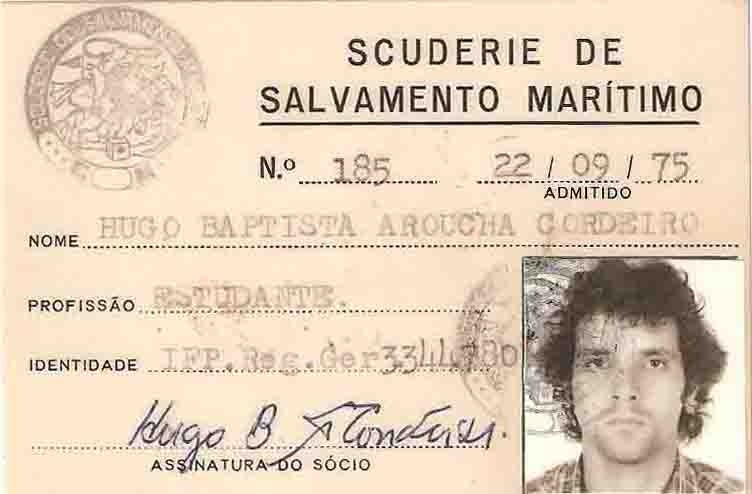 SCUDERIE DE
SALVAMENTO MARÍTIMO
N.º 185 22 / 09 / 75
ADMITIDO
NOME HUGO BAPTISTA AROUCHA CORDEIRO
PROFISSÃO ESTUDANTE.
IDENTIDADE IFP.Reg.Ger 3344780
Hugo B.
ASSINATURA DO SÓCIO